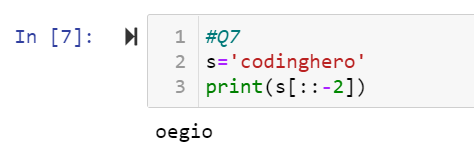 In [7]:
1 #Q7
2 s='codinghero'
3 print(s[::-2])
oegio